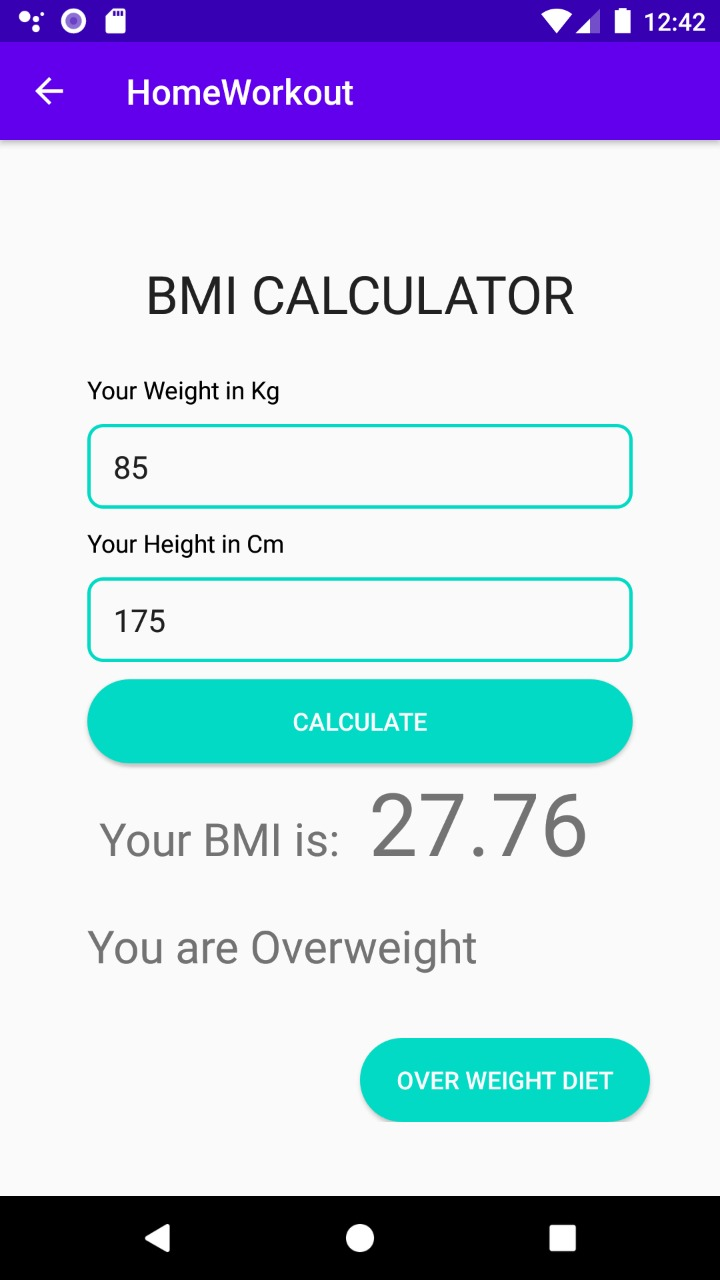 12:42
HomeWorkout
BMI CALCULATOR
Your Weight in Kg
85
Your Height in Cm
175
CALCULATE
Your BMI is: 27.76
You are Overweight
OVER WEIGHT DIET